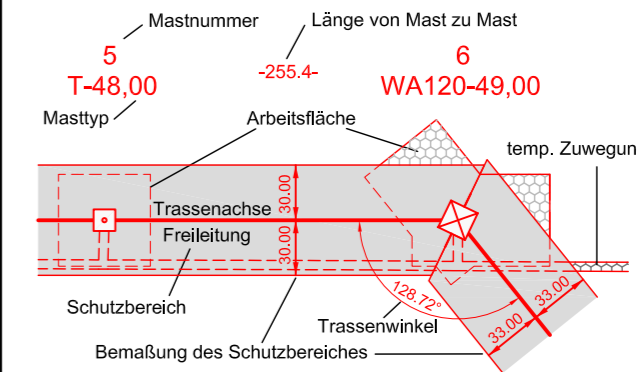 Mastnummer
Länge von Mast zu Mast
5
-255.4-
6
T-48,00
WA120-49,00
Masttyp
Arbeitsfläche
temp. Zuwegun
30.00
Trassenachse
Freileitung
30.00
128.72°
33.00
33.00
Schutzbereich
Trassenwinkel
Bemaßung des Schutzbereiches